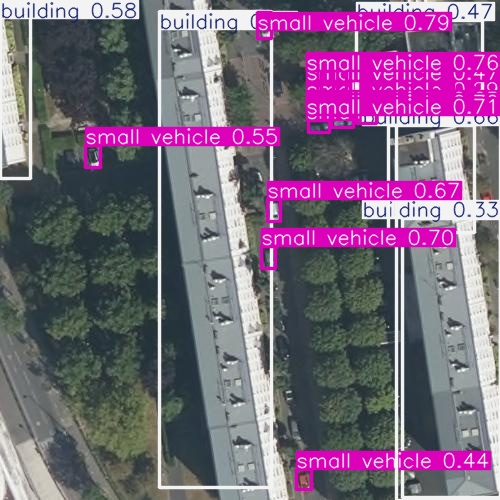 building 0.58
building
small vehicle 0.79
building 0.47
small vehicle 0.76
small vehicle 0.71
small vehicle 0.55
small vehicle 0.67
building 0.33
small vehicle 0.70
small vehicle 0.44